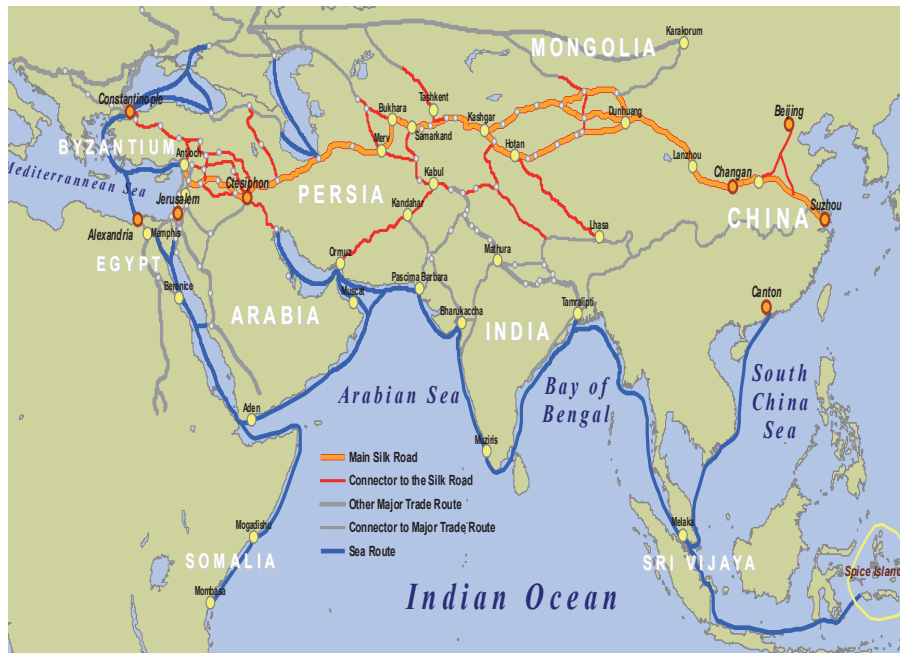 Karakorum
MONGOLIA
Constantinople
Tashkent
Bukhara
Samarkand
Merv
Kashgar
Dunhuang
Beijing
BYZANTIUM
Antioch
Hotan
Lanzhou
Changan
Mediterrannean Sea
Ctesiphon
PERSIA
Kabul
Jerusalem
Kandahar
CHINA
Suzhou
Alexandria
Memphis
Lhasa
EGYPT
Ormuz
Mathura
Berenice
Muscat
Pascima Barbara
Tamralipti
Canton
ARABIA
Bharukaccha
INDIA
Arabian Sea
Bay of
Bengal
South
China
Sea
Aden
Muziris
Main Silk Road
Connector to the Silk Road
Other Major Trade Route
Connector to Major Trade Route
Sea Route
Mogadishu
SOMALIA
Melaka
SRI VIJAYA
Spice Island
Mombasa
Indian Ocean